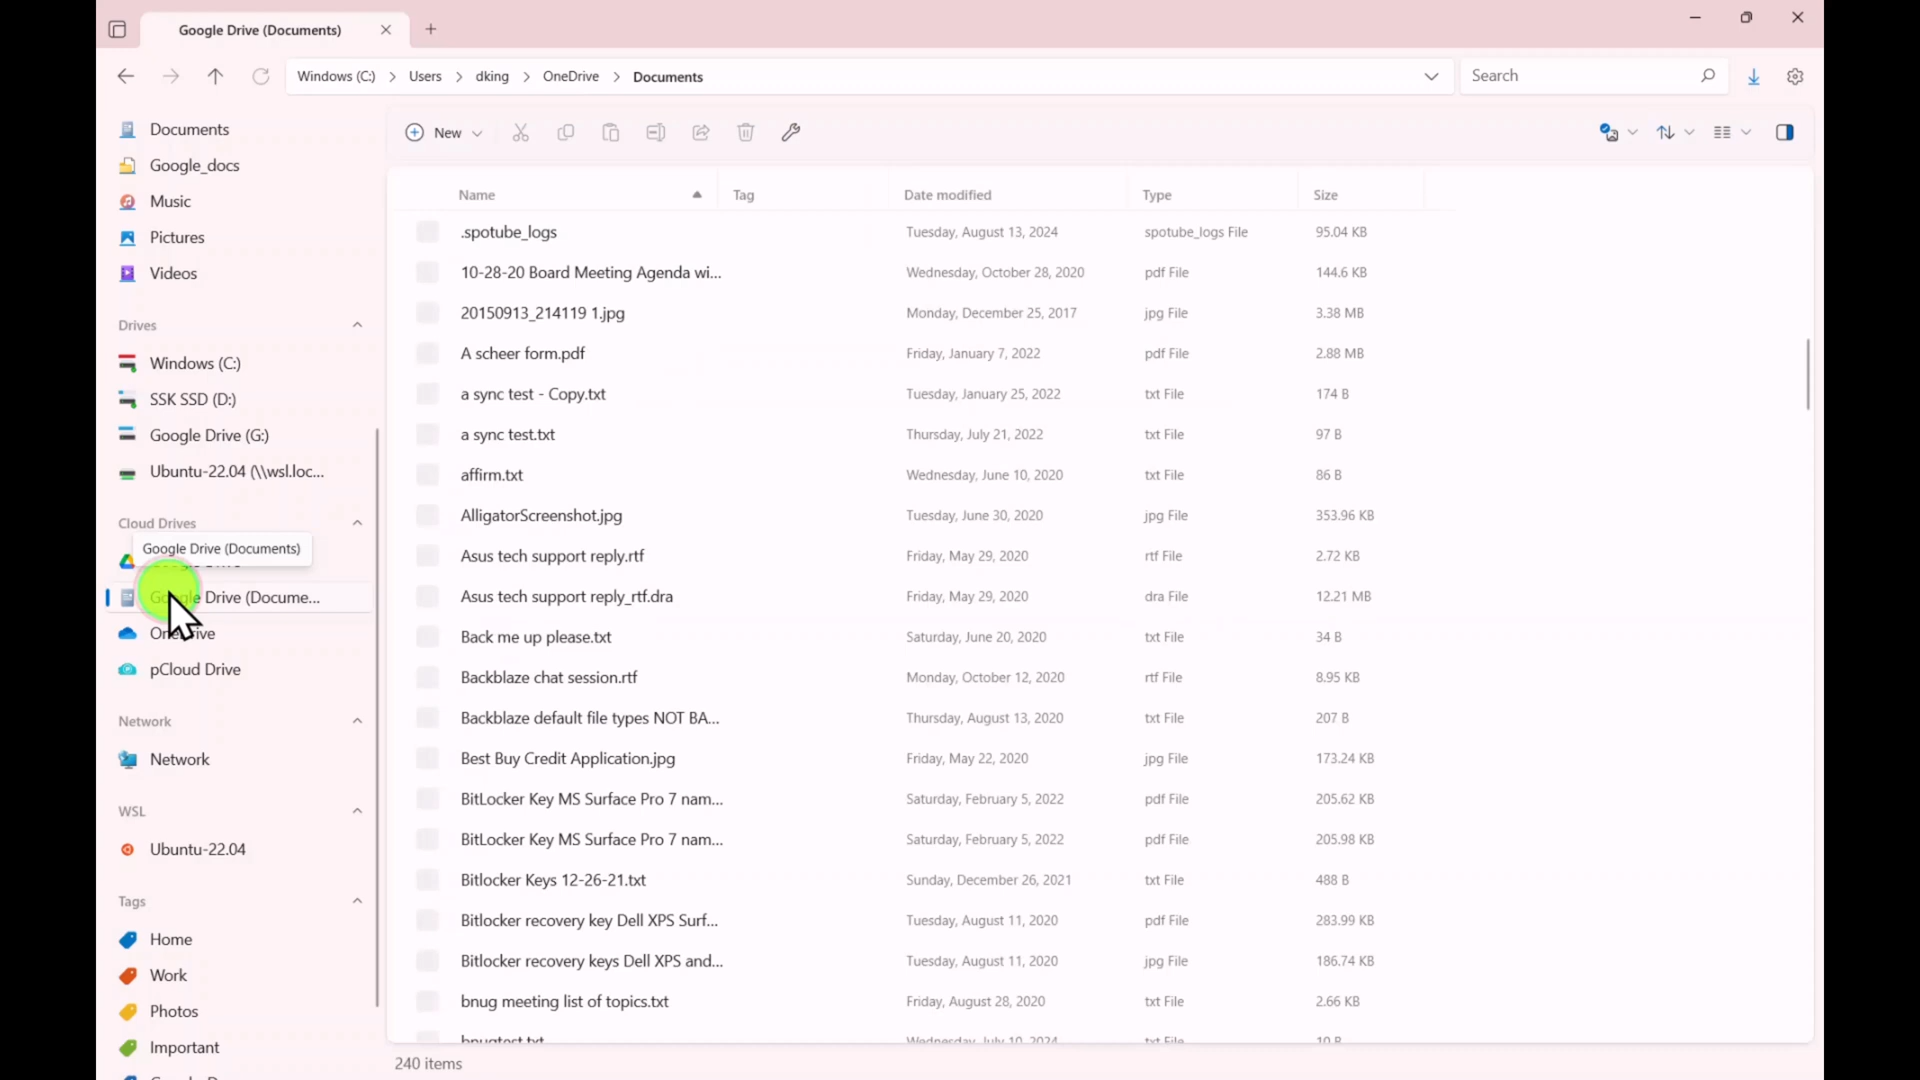 Google Drive (Documents)
Windows (C:) > Users > dking > OneDrive > Documents
Search
Documents
Google_docs
Music
Pictures
Videos
Drives
Windows (C:)
SSK SSD (D:)
Google Drive (G:)
Ubuntu-22.04 (\\wsl.loc...
Cloud Drives
Google Drive (Documents)
Google Drive (Docume...
OneDrive
pCloud Drive
Network
Network
WSL
Ubuntu-22.04
Tags
Home
Work
Photos
Important
New
Name Tag Date modified Type Size
.spotube_logs Tuesday, August 13, 2024 spotube_logs File 95.04 KB
10-28-20 Board Meeting Agenda wi... Wednesday, October 28, 2020 pdf File 144.6 KB
20150913_214119 1.jpg Monday, December 25, 2017 jpg File 3.38 MB
A scheer form.pdf Friday, January 7, 2022 pdf File 2.88 MB
a sync test - Copy.txt Tuesday, January 25, 2022 txt File 174 B
a sync test.txt Thursday, July 21, 2022 txt File 97 B
affirm.txt Wednesday, June 10, 2020 txt File 86 B
AlligatorScreenshot.jpg Tuesday, June 30, 2020 jpg File 353.96 KB
Asus tech support reply.rtf Friday, May 29, 2020 rtf File 2.72 KB
Asus tech support reply_rtf.dra Friday, May 29, 2020 dra File 12.21 MB
Back me up please.txt Saturday, June 20, 2020 txt File 34 B
Backblaze chat session.rtf Monday, October 12, 2020 rtf File 8.95 KB
Backblaze default file types NOT BA... Thursday, August 13, 2020 txt File 207 B
Best Buy Credit Application.jpg Friday, May 22, 2020 jpg File 173.24 KB
BitLocker Key MS Surface Pro 7 nam... Saturday, February 5, 2022 pdf File 205.62 KB
BitLocker Key MS Surface Pro 7 nam... Saturday, February 5, 2022 pdf File 205.98 KB
Bitlocker Keys 12-26-21.txt Sunday, December 26, 2021 txt File 488 B
Bitlocker recovery key Dell XPS Surf... Tuesday, August 11, 2020 pdf File 283.99 KB
Bitlocker recovery keys Dell XPS and... Tuesday, August 11, 2020 jpg File 186.74 KB
bnug meeting list of topics.txt Friday, August 28, 2020 txt File 2.66 KB
bnugtest.txt Wednesday, July 10, 2024 txt File 10 B
240 items